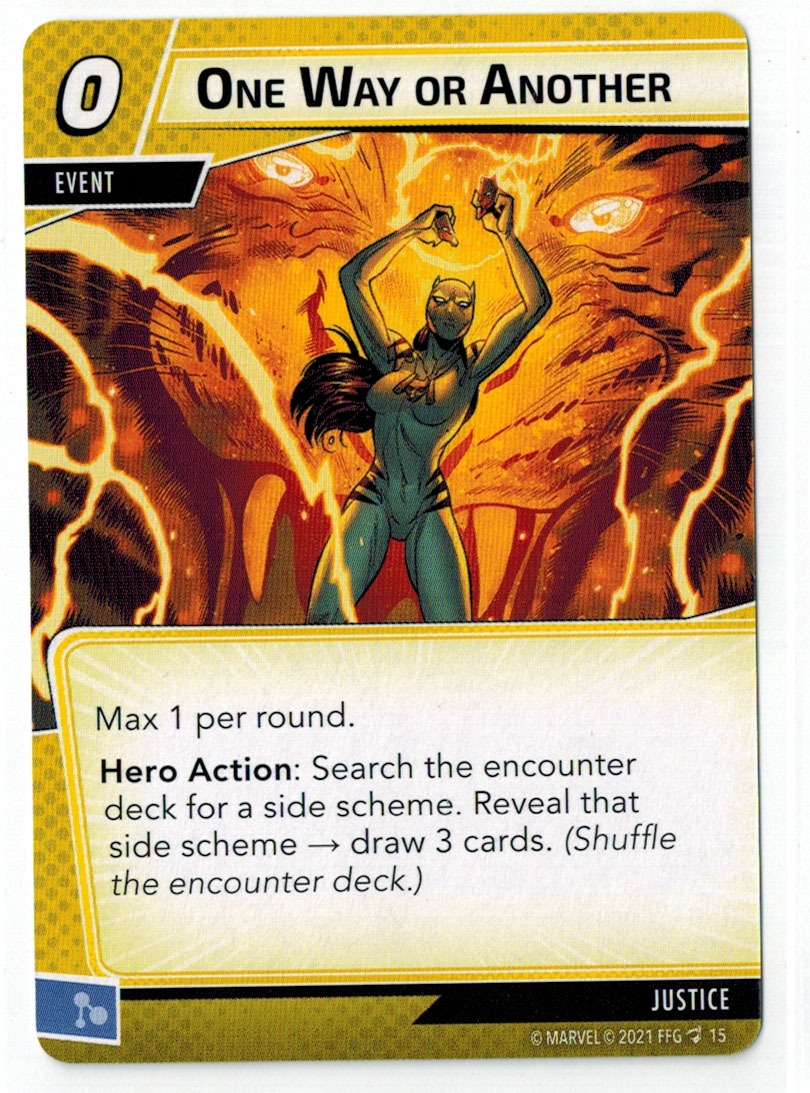 0
ONE WAY OR ANOTHER
EVENT
Max 1 per round.
Hero Action: Search the encounter
deck for a side scheme. Reveal that
side scheme → draw 3 cards. (Shuffle
the encounter deck.)
JUSTICE
© MARVEL © 2021 FFG 15